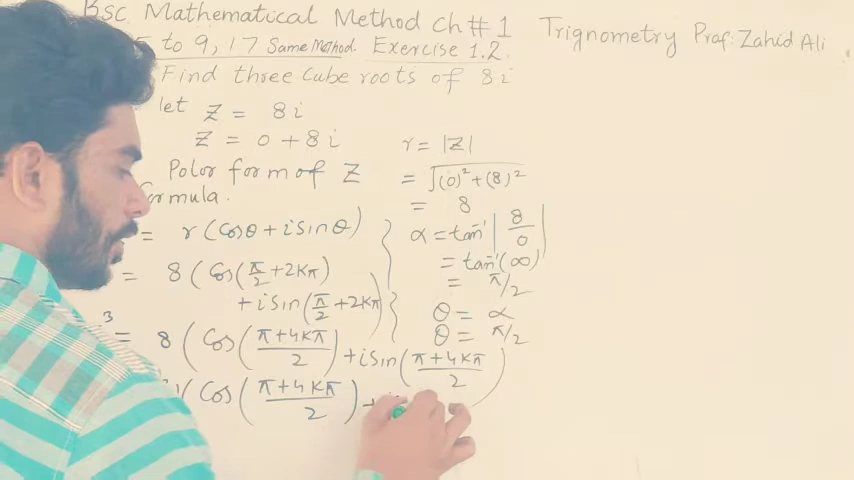 Bsc Mathematical Method Ch # 1 Trignometry Prof: Zahid Ali
5 to 9, 17 Same Method. Exercise 1.2.
Find three cube roots of 8i
let Z = 8i
Z = 0 + 8i
Polor form of Z
formula.
= r (Cosθ + i Sinθ)
= 8 (Cos(π/2 + 2Kπ)
+ i Sin(π/2 + 2Kπ)
3
= 8 (Cos((π+4Kπ)/2) + i Sin((π+4Kπ)/2)
(Cos((π+4Kπ)/2) +
r = |Z|
= √(0)² + (8)²
= 8
α = tan⁻¹ |8/0|
= tan⁻¹(∞)
= π/2
θ = α
θ = π/2